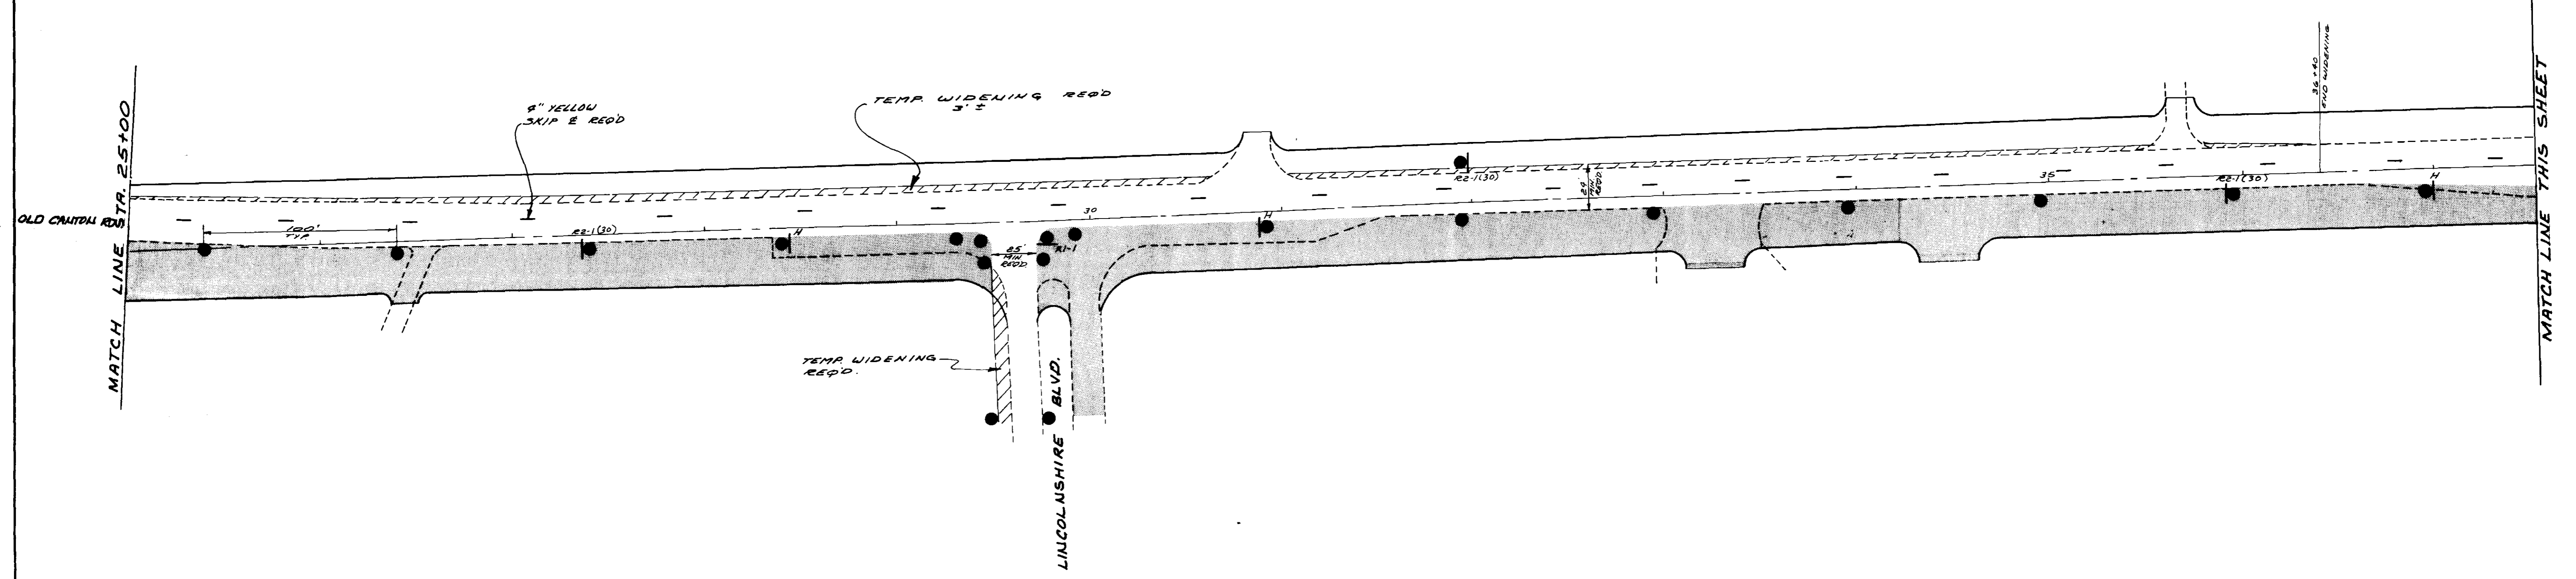 MATCH LINE STA. 25+00
OLD CANTON RD.
100'
TYP.
4" YELLOW
SKIP ℄ REQ'D
R2-1(30)
H
TEMP. WIDENING REQ'D
3' ±
25'
MIN.
REQ'D.
R1-1
30
TEMP. WIDENING
REQ'D.
LINCOLNSHIRE BLVD.
H
R2-1(30)
24'
MIN.
REQ'D.
35
R2-1(30)
36+40
END WIDENING
H
MATCH LINE THIS SHEET